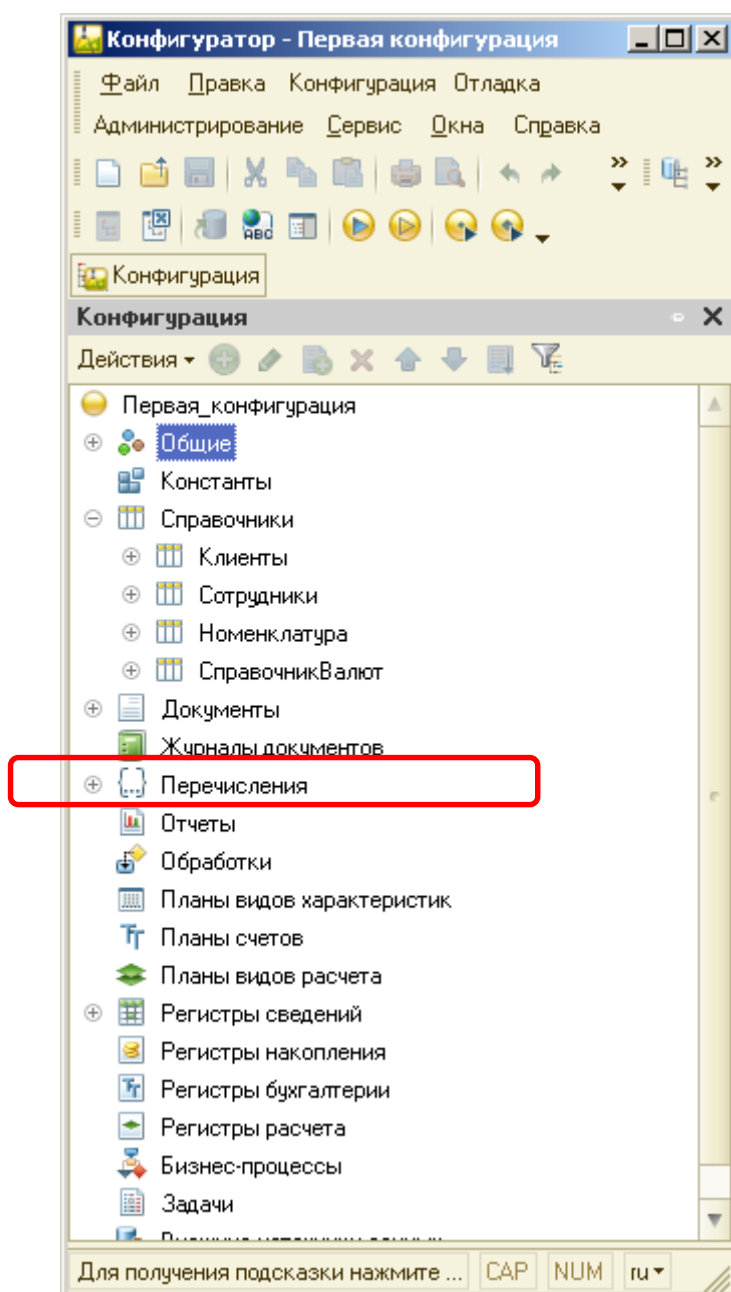 Конфигуратор - Первая конфигурация
Файл Правка Конфигурация Отладка
Администрирование Сервис Окна Справка
ABC
Конфигурация
Конфигурация
Действия
Первая_конфигурация
Общие
Константы
Справочники
Клиенты
Сотрудники
Номенклатура
СправочникВалют
Документы
Журналы документов
Перечисления
Отчеты
Обработки
Планы видов характеристик
Планы счетов
Планы видов расчета
Регистры сведений
Регистры накопления
Регистры бухгалтерии
Регистры расчета
Бизнес-процессы
Задачи
Для получения подсказки нажмите ... CAP NUM ru